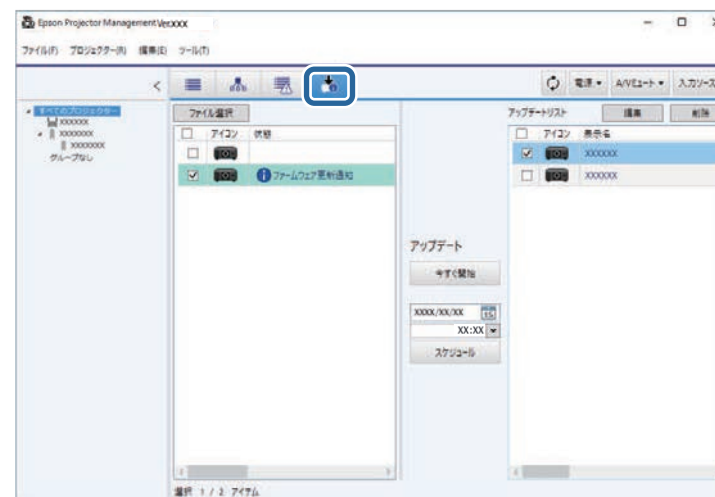 Epson Projector Management Ver.XXX
ファイル(F) プロジェクター(R) 編集(E) ツール(T)
電源 A/Vミュート 入力ソース
すべてのプロジェクター
XXXXXXX
XXXXXXX
XXXXXXX
グループなし
ファイル選択
アイコン 状態
ファームウェア更新通知
アップデート
今すぐ開始
XXXX/XX/XX 15
XX:XX
スケジュール
アップデートリスト 編集 削除
アイコン 表示名
XXXXXX
XXXXXX
選択 1 / 2 アイテム